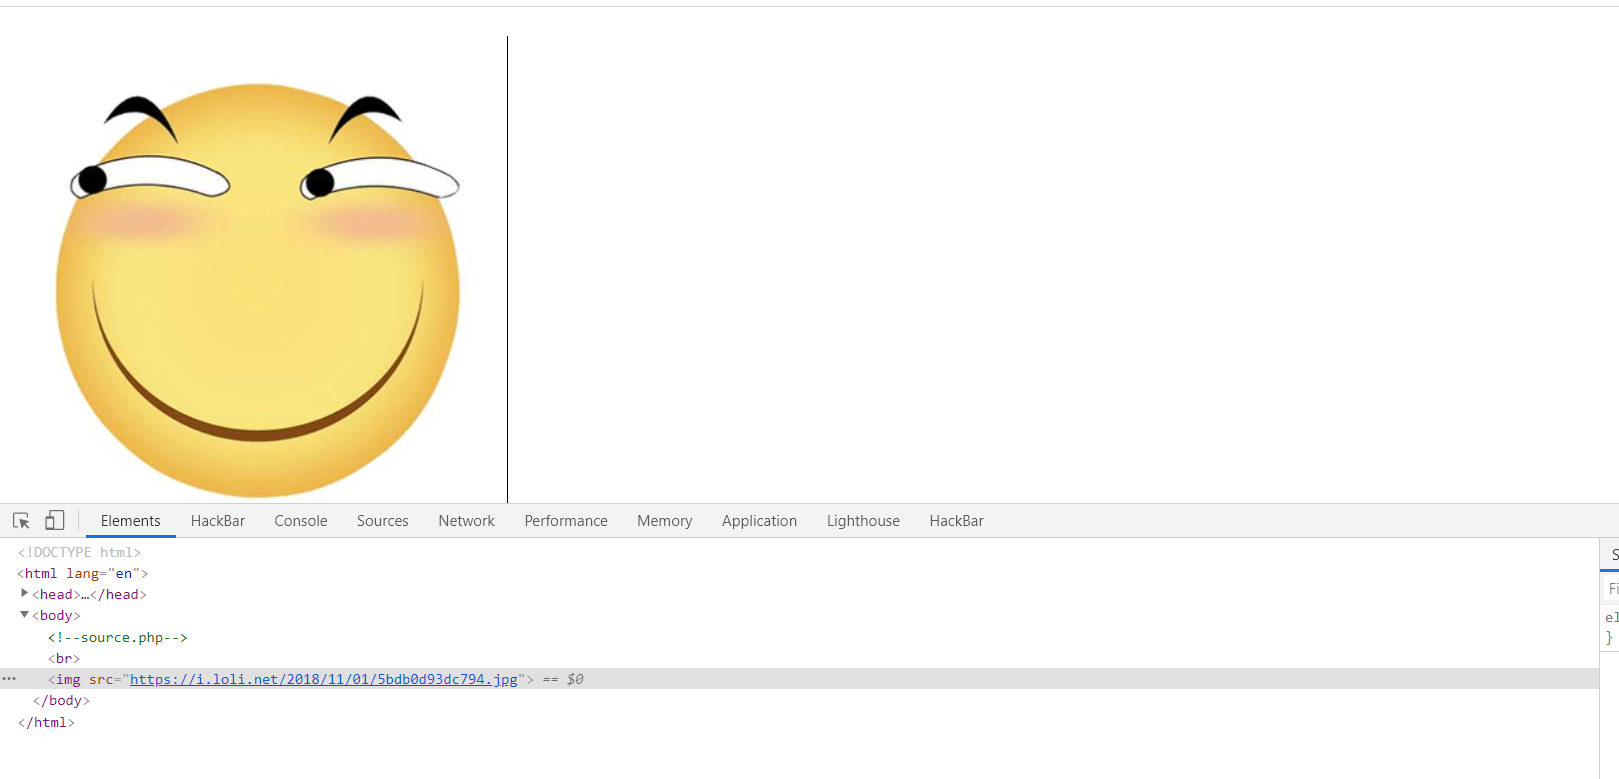 Elements HackBar Console Sources Network Performance Memory Application Lighthouse HackBar
<!DOCTYPE html>
<html lang="en">
<head>…</head>
<body>
<!--source.php-->
<br>
<img src="https://i.loli.net/2018/11/01/5bdb0d93dc794.jpg"> == $0
</body>
</html>
S
Fi
el
}